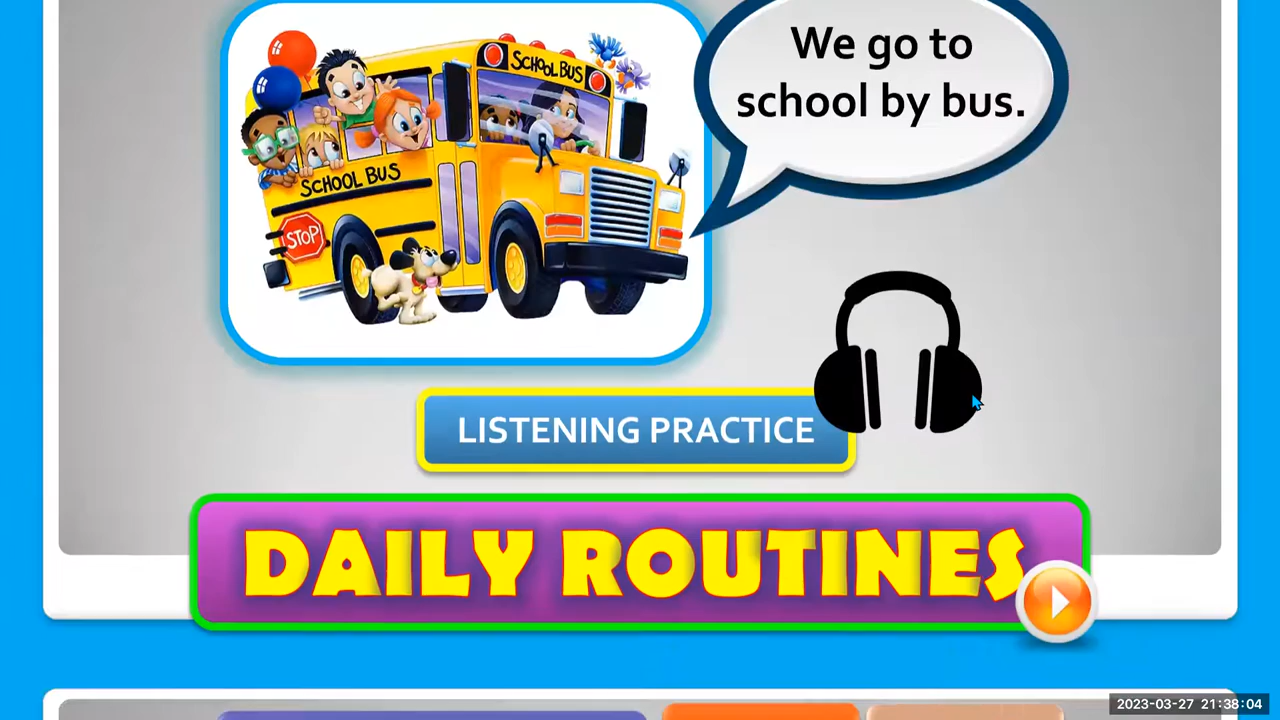 We go to
school by bus.
SCHOOL BUS
SCHOOL BUS
STOP
LISTENING PRACTICE
DAILY ROUTINES
2023-03-27 21:38:04